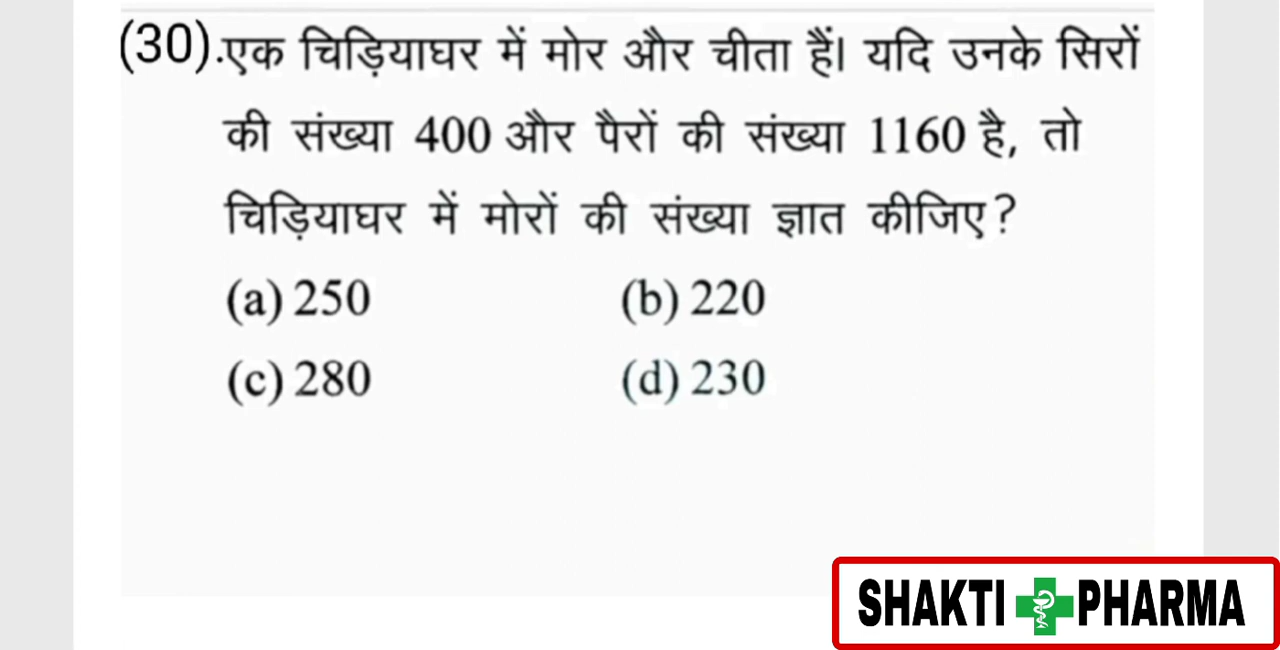 (30).एक चिड़ियाघर में मोर और चीता हैं। यदि उनके सिरों
की संख्या 400 और पैरों की संख्या 1160 है, तो
चिड़ियाघर में मोरों की संख्या ज्ञात कीजिए?
(a) 250 (b) 220
(c) 280 (d) 230
SHAKTI PHARMA